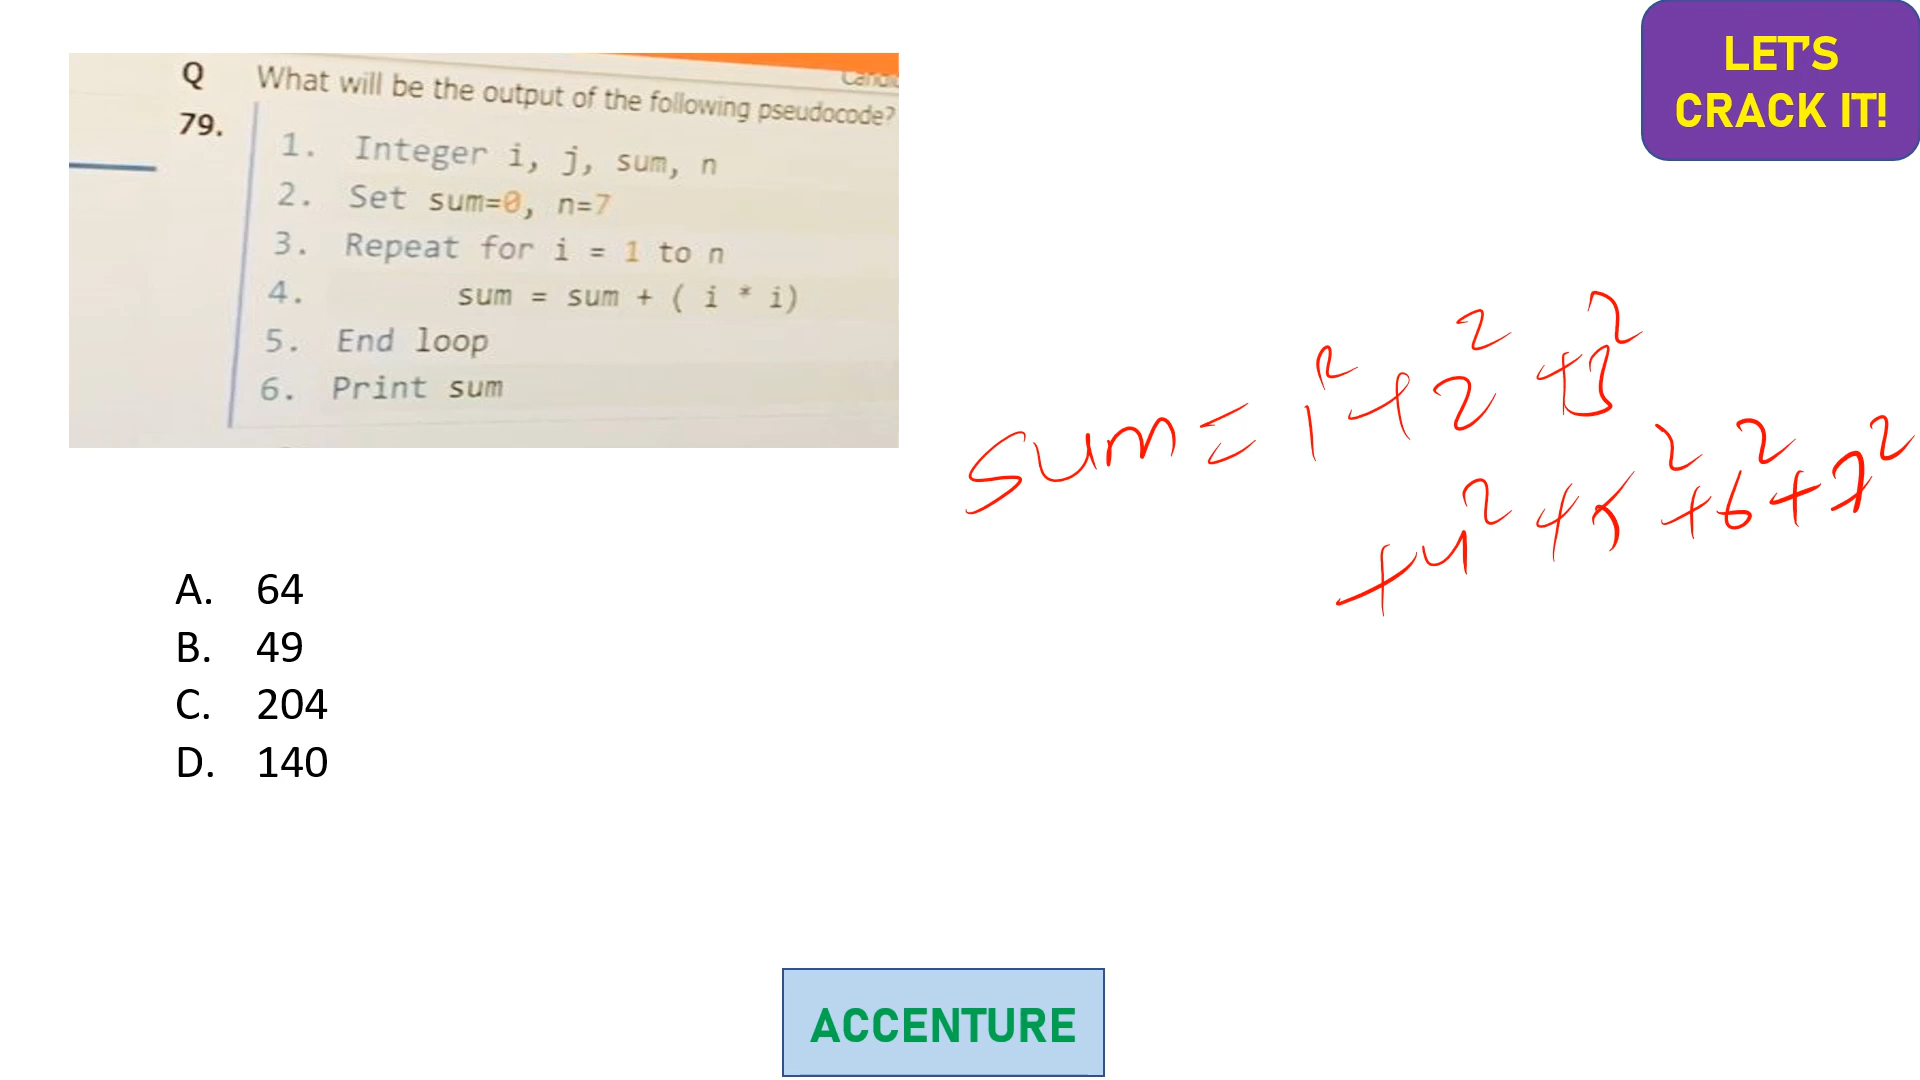 LET'S
CRACK IT!
Q What will be the output of the following pseudocode?
79.
1. Integer i, j, sum, n
2. Set sum=0, n=7
3. Repeat for i = 1 to n
4. sum = sum + ( i * i)
5. End loop
6. Print sum
sum = 1² + 2² + 3²
+ 4² + 5² + 6² + 7²
A. 64
B. 49
C. 204
D. 140
ACCENTURE